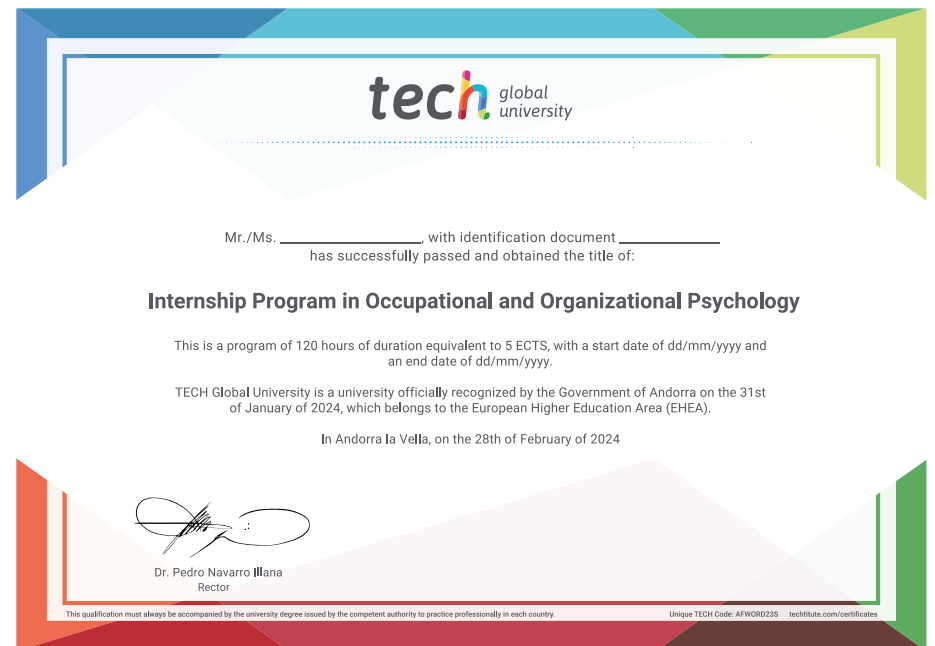 tech global university
Mr./Ms. ____________, with identification document ____________
has successfully passed and obtained the title of:
Internship Program in Occupational and Organizational Psychology
This is a program of 120 hours of duration equivalent to 5 ECTS, with a start date of dd/mm/yyyy and
an end date of dd/mm/yyyy.
TECH Global University is a university officially recognized by the Government of Andorra on the 31st
of January of 2024, which belongs to the European Higher Education Area (EHEA).
In Andorra la Vella, on the 28th of February of 2024
Dr. Pedro Navarro Illana
Rector
This qualification must always be accompanied by the university degree issued by the competent authority to practice professionally in each country.
Unique TECH Code: AFWORD23S techtitute.com/certificates